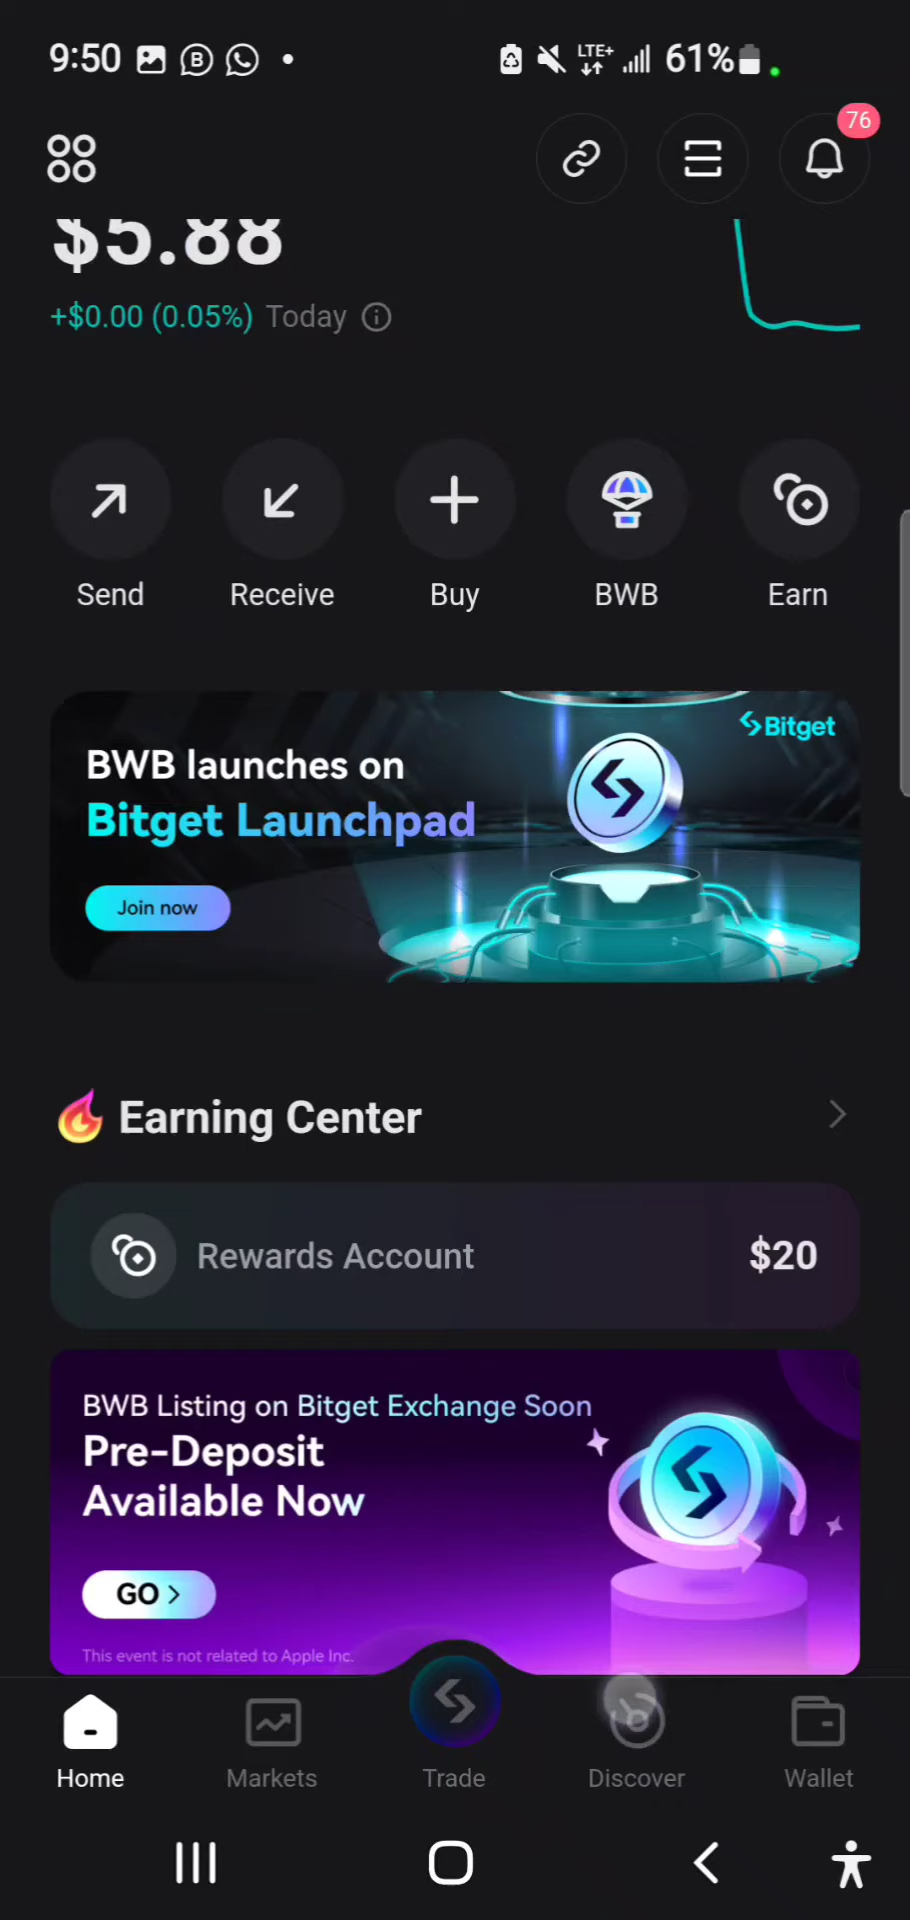 9:50
LTE+
61%
76
$5.88
+$0.00 (0.05%) Today
Send
Receive
Buy
BWB
Earn
Bitget
BWB launches on
Bitget Launchpad
Join now
Earning Center
Rewards Account
$20
BWB Listing on Bitget Exchange Soon
Pre-Deposit
Available Now
GO >
This event is not related to Apple Inc.
Home
Markets
Trade
Discover
Wallet